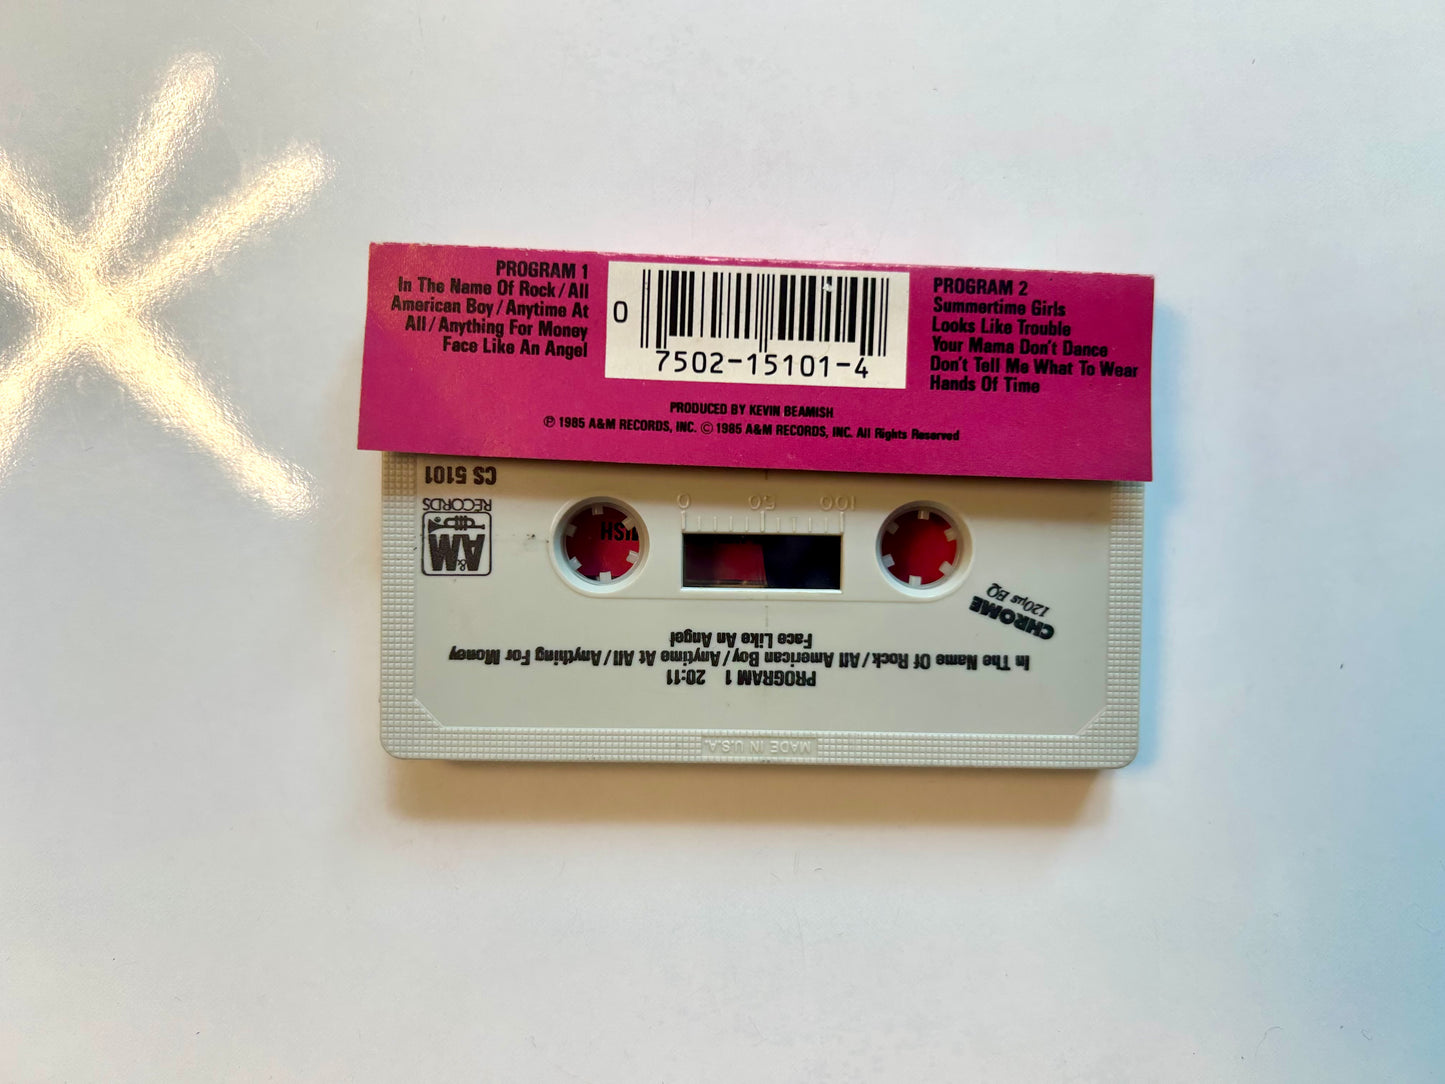 PROGRAM 1
In The Name Of Rock/All
American Boy/Anytime At
All/Anything For Money
Face Like An Angel
0
7502-15101-4
PROGRAM 2
Summertime Girls
Looks Like Trouble
Your Mama Don't Dance
Don't Tell Me What To Wear
Hands Of Time
PRODUCED BY KEVIN BEAMISH
℗ 1985 A&M RECORDS, INC. © 1985 A&M RECORDS, INC. All Rights Reserved
CS 5101
A&M
RECORDS
0 50 100
CHROME
120μs EQ
PROGRAM 1 20:11
In The Name Of Rock/All American Boy/Anytime At All/Anything For Money
Face Like An Angel
MADE IN U.S.A.